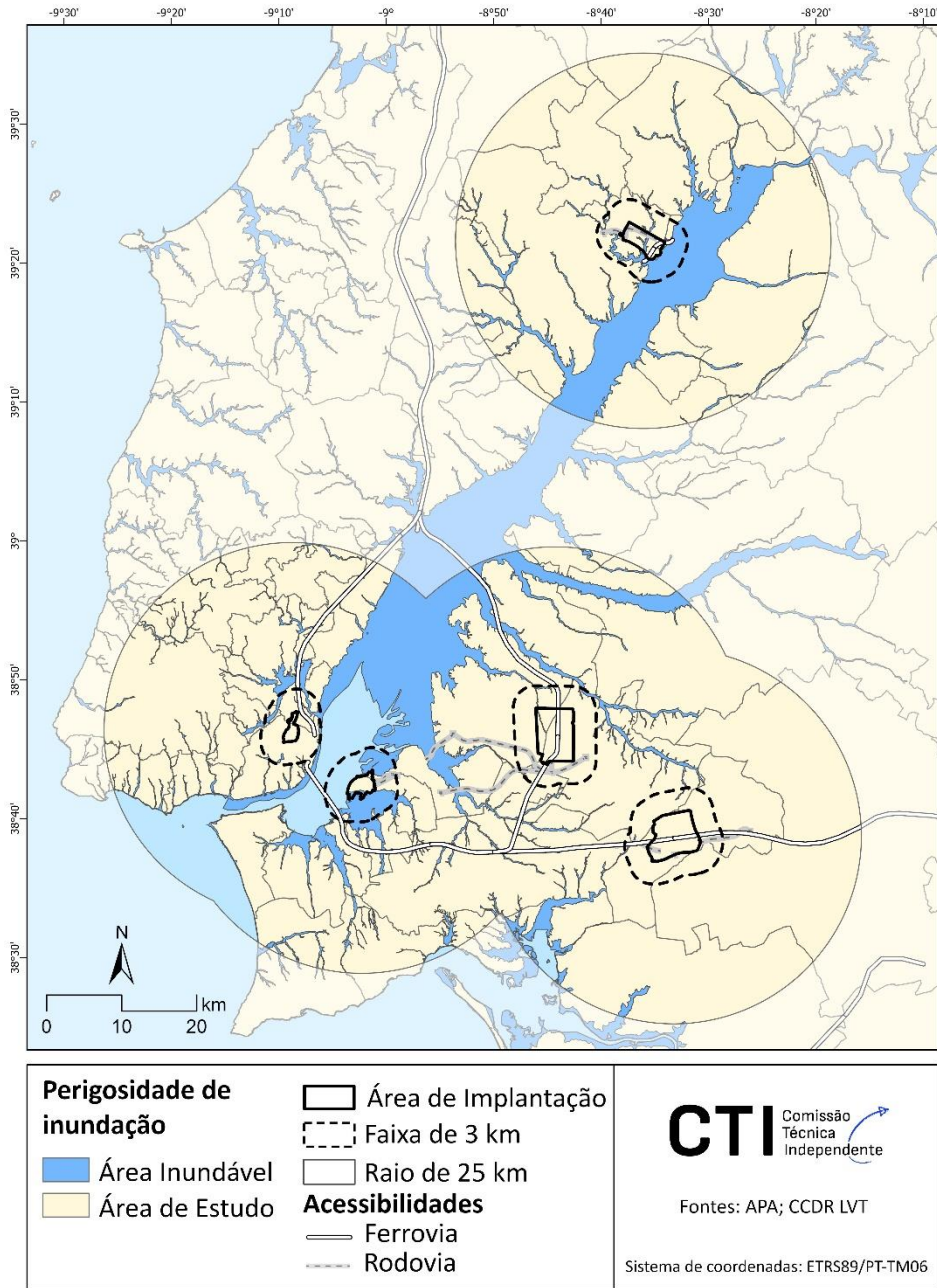 -9°30' -9°20' -9°10' -9° -8°50' -8°40' -8°30' -8°20' -8°10'
39°30'
39°20'
39°10'
39°
38°50'
38°40'
38°30'
N
km
0 10 20
Perigosidade de
inundação
Área Inundável
Área de Estudo
Área de Implantação
Faixa de 3 km
Raio de 25 km
Acessibilidades
Ferrovia
Rodovia
CTI Comissão
Técnica
Independente
Fontes: APA; CCDR LVT
Sistema de coordenadas: ETRS89/PT-TM06